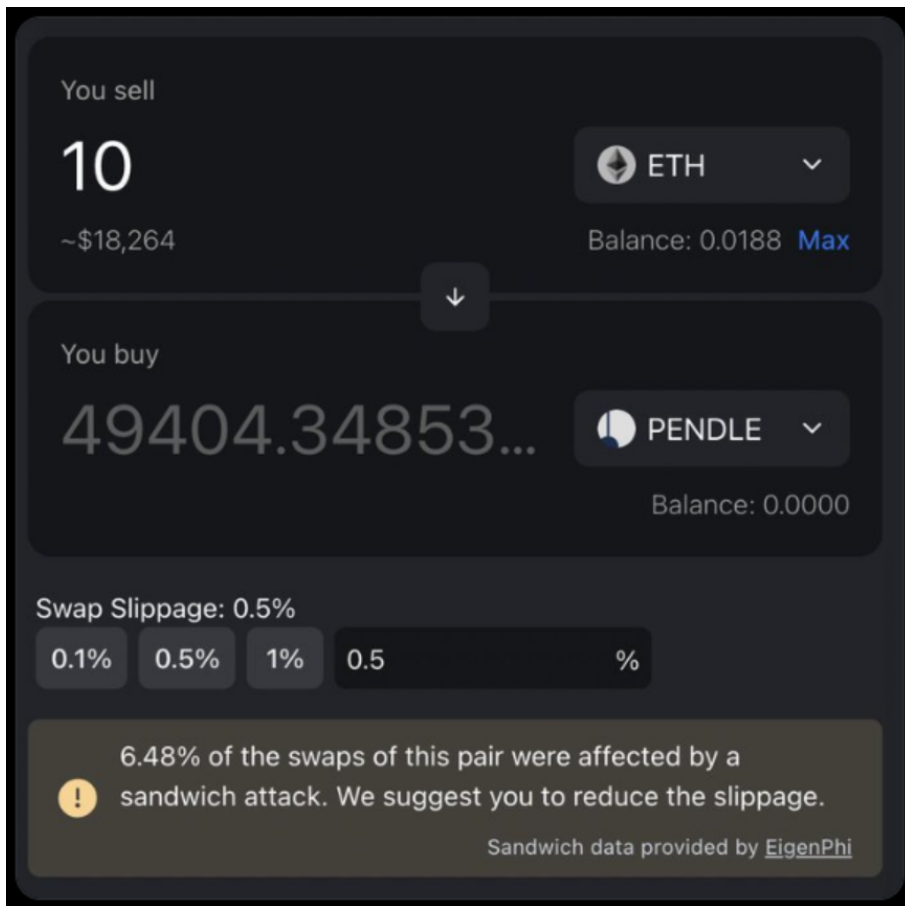 You sell
10
ETH
~$18,264
Balance: 0.0188 Max
You buy
49404.34853...
PENDLE
Balance: 0.0000
Swap Slippage: 0.5%
0.1% 0.5% 1% 0.5 %
6.48% of the swaps of this pair were affected by a
sandwich attack. We suggest you to reduce the slippage.
Sandwich data provided by EigenPhi